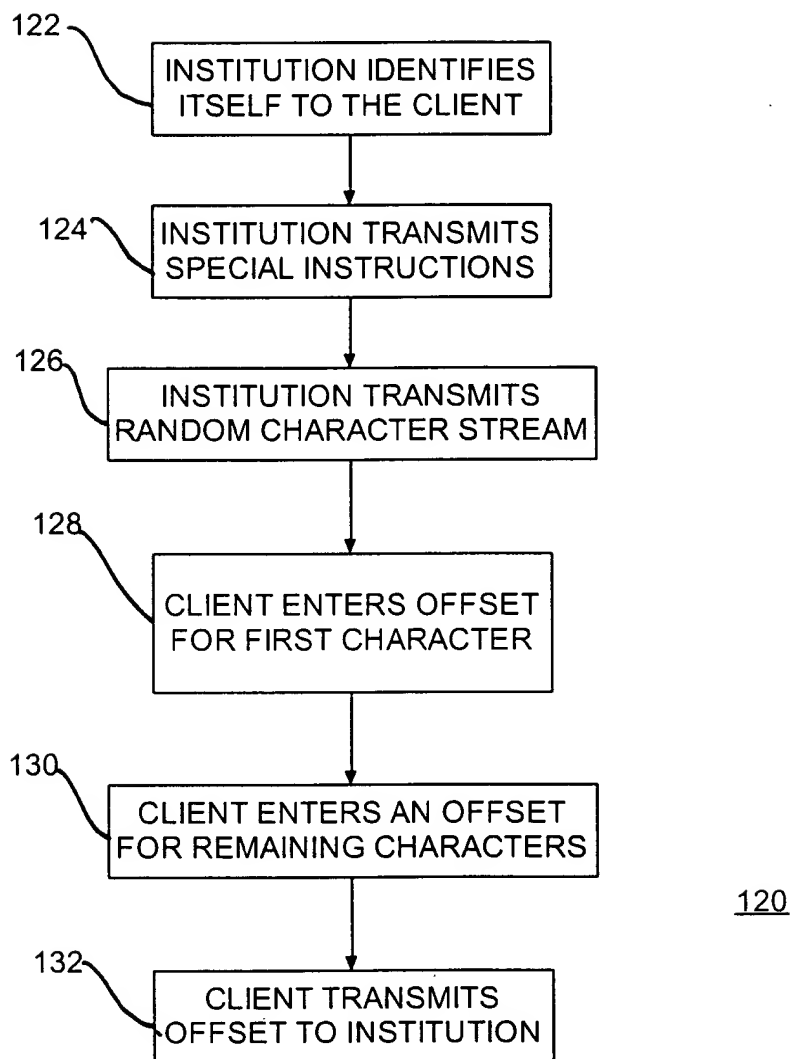 122
INSTITUTION IDENTIFIES
ITSELF TO THE CLIENT
124
INSTITUTION TRANSMITS
SPECIAL INSTRUCTIONS
126
INSTITUTION TRANSMITS
RANDOM CHARACTER STREAM
128
CLIENT ENTERS OFFSET
FOR FIRST CHARACTER
130
CLIENT ENTERS AN OFFSET
FOR REMAINING CHARACTERS
120
132
CLIENT TRANSMITS
OFFSET TO INSTITUTION